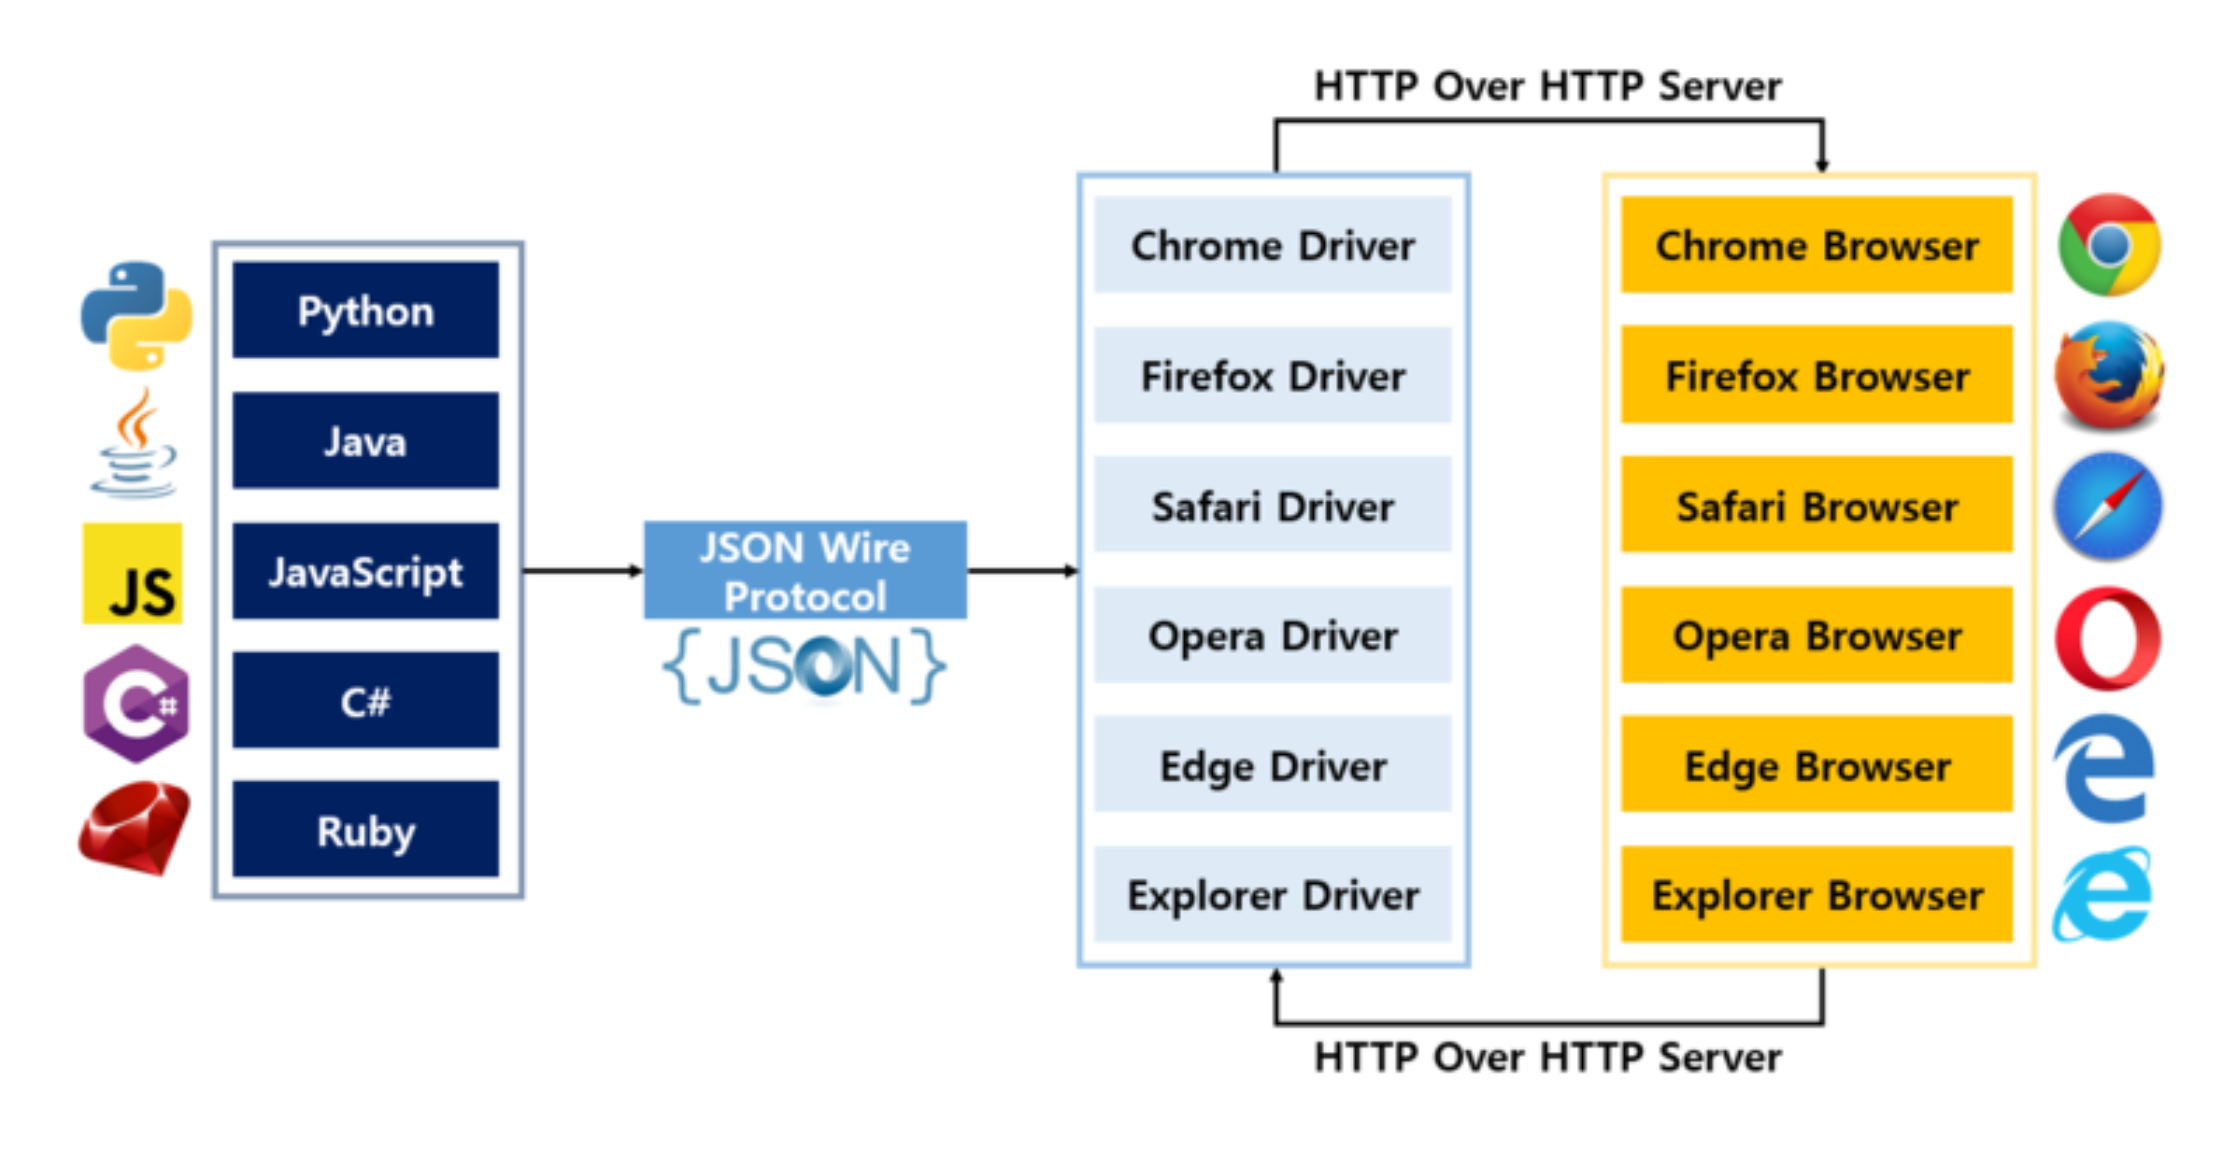 HTTP Over HTTP Server
Python
Java
JavaScript
C#
Ruby
JS
C#
JSON Wire
Protocol
{JSON}
Chrome Driver
Firefox Driver
Safari Driver
Opera Driver
Edge Driver
Explorer Driver
Chrome Browser
Firefox Browser
Safari Browser
Opera Browser
Edge Browser
Explorer Browser
HTTP Over HTTP Server